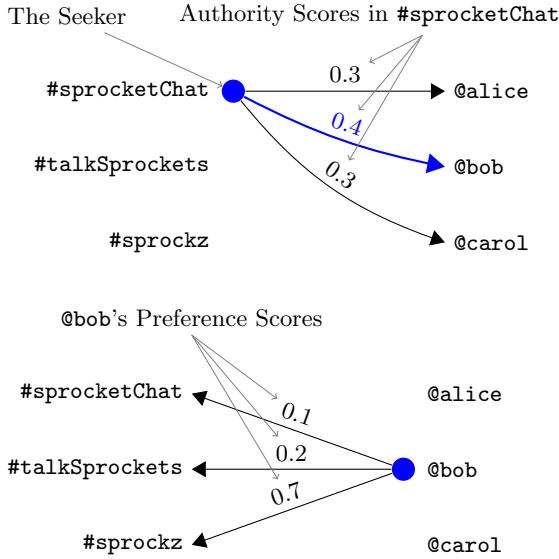 The Seeker
Authority Scores in #sprocketChat
#sprocketChat
0.3
@alice
0.4
#talkSprockets
@bob
0.3
#sprockz
@carol
@bob's Preference Scores
#sprocketChat
@alice
0.1
0.2
#talkSprockets
@bob
0.7
#sprockz
@carol